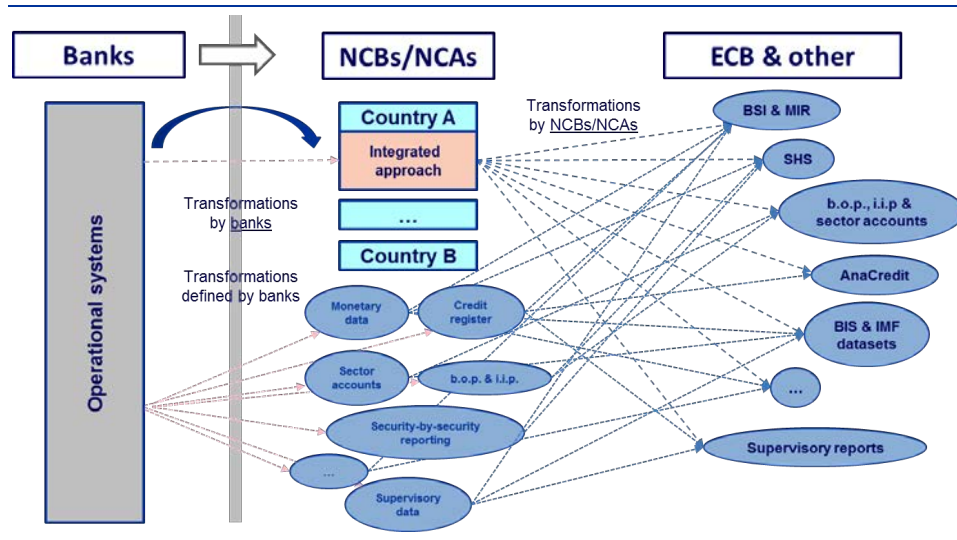 Banks
NCBs/NCAs
ECB & other
Operational systems
Transformations
by banks
Transformations
defined by banks
Country A
Integrated
approach
...
Country B
Monetary
data
Credit
register
Sector
accounts
b.o.p. & i.i.p.
Security-by-security
reporting
...
Supervisory
data
Transformations
by NCBs/NCAs
BSI & MIR
SHS
b.o.p., i.i.p &
sector accounts
AnaCredit
BIS & IMF
datasets
...
Supervisory reports